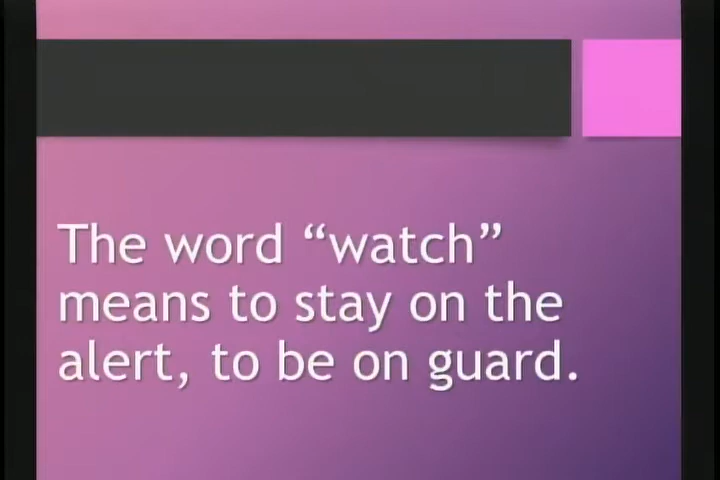 The word “watch”
means to stay on the
alert, to be on guard.